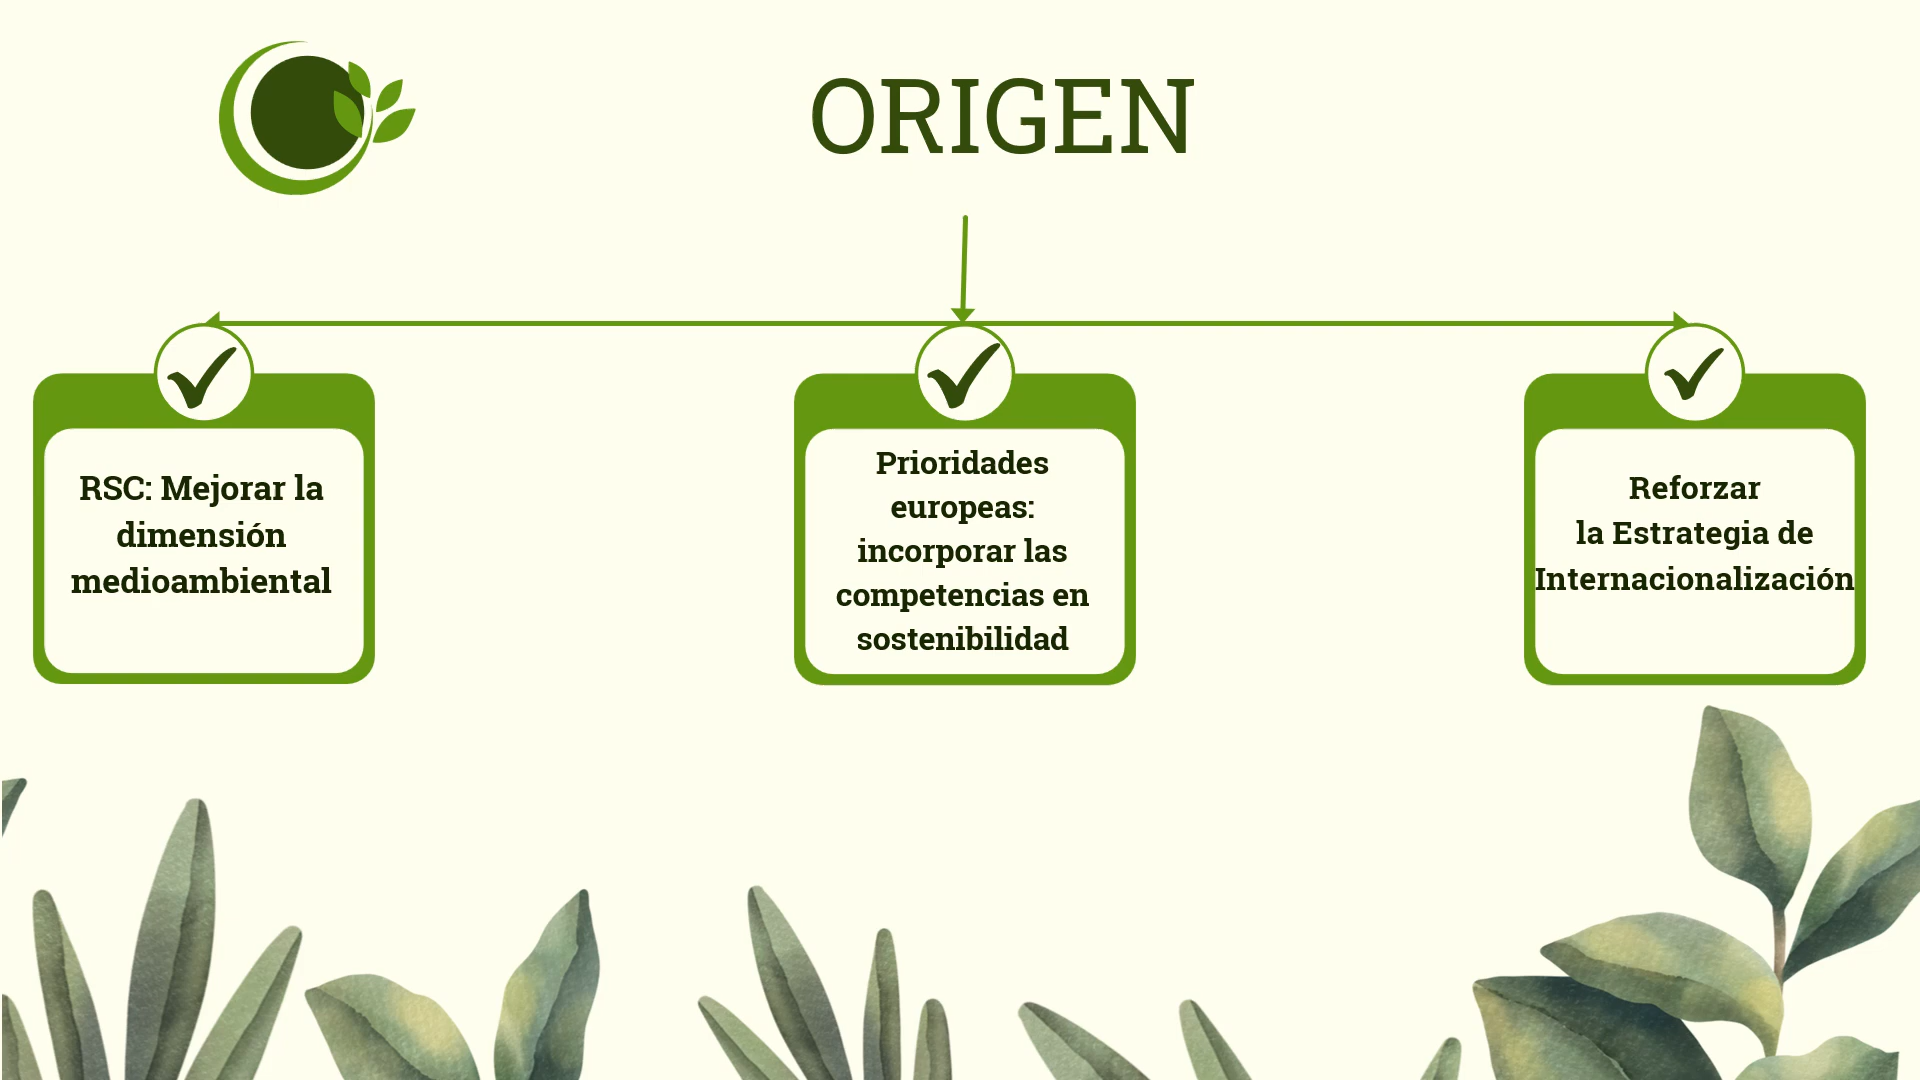 ORIGEN
RSC: Mejorar la
dimensión
medioambiental
Prioridades
europeas:
incorporar las
competencias en
sostenibilidad
Reforzar
la Estrategia de
Internacionalización